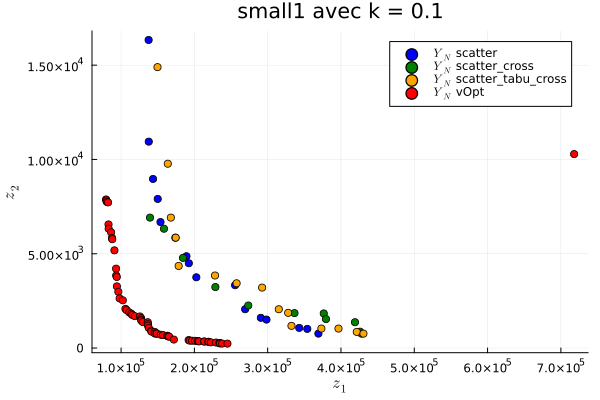 small1 avec k = 0.1
Y_N scatter
Y_N scatter_cross
Y_N scatter_tabu_cross
Y_N vOpt
1.50×10⁴
1.00×10⁴
5.00×10³
0
z₂
1.0×10⁵ 2.0×10⁵ 3.0×10⁵ 4.0×10⁵ 5.0×10⁵ 6.0×10⁵ 7.0×10⁵
z₁